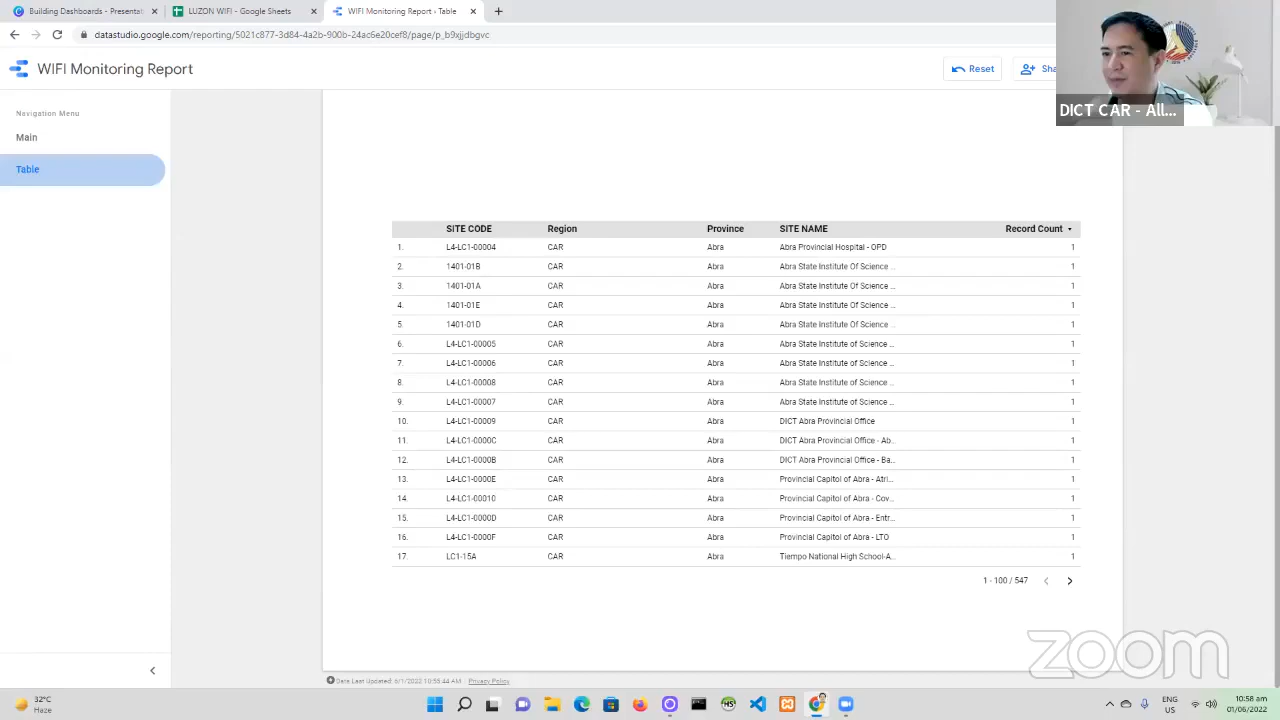 Building Dashboards - Presentat
LUZON WIFI - Google Sheets
WIFI Monitoring Report › Table
datastudio.google.com/reporting/5021c877-3d84-4a2b-900b-24ac6e20cef8/page/p_b9xjjdbgvc
WIFI Monitoring Report
Reset
Sha
DICT CAR - All...
Navigation Menu
Main
Table
SITE CODE Region Province SITE NAME Record Count
1. L4-LC1-00004 CAR Abra Abra Provincial Hospital - OPD 1
2. 1401-01B CAR Abra Abra State Institute Of Science ... 1
3. 1401-01A CAR Abra Abra State Institute Of Science ... 1
4. 1401-01E CAR Abra Abra State Institute Of Science ... 1
5. 1401-01D CAR Abra Abra State Institute Of Science ... 1
6. L4-LC1-00005 CAR Abra Abra State Institute of Science ... 1
7. L4-LC1-00006 CAR Abra Abra State Institute of Science ... 1
8. L4-LC1-00008 CAR Abra Abra State Institute of Science ... 1
9. L4-LC1-00007 CAR Abra Abra State Institute of Science ... 1
10. L4-LC1-00009 CAR Abra DICT Abra Provincial Office 1
11. L4-LC1-0000C CAR Abra DICT Abra Provincial Office - Ab... 1
12. L4-LC1-0000B CAR Abra DICT Abra Provincial Office - Ba... 1
13. L4-LC1-0000E CAR Abra Provincial Capitol of Abra - Atri... 1
14. L4-LC1-00010 CAR Abra Provincial Capitol of Abra - Cov... 1
15. L4-LC1-0000D CAR Abra Provincial Capitol of Abra - Entr... 1
16. L4-LC1-0000F CAR Abra Provincial Capitol of Abra - LTO 1
17. LC1-15A CAR Abra Tiempo National High School-A... 1
1 - 100 / 547
zoom
Data Last Updated: 6/1/2022 10:55:44 AM Privacy Policy
32°C
Haze
ENG
US
10:58 am
01/06/2022